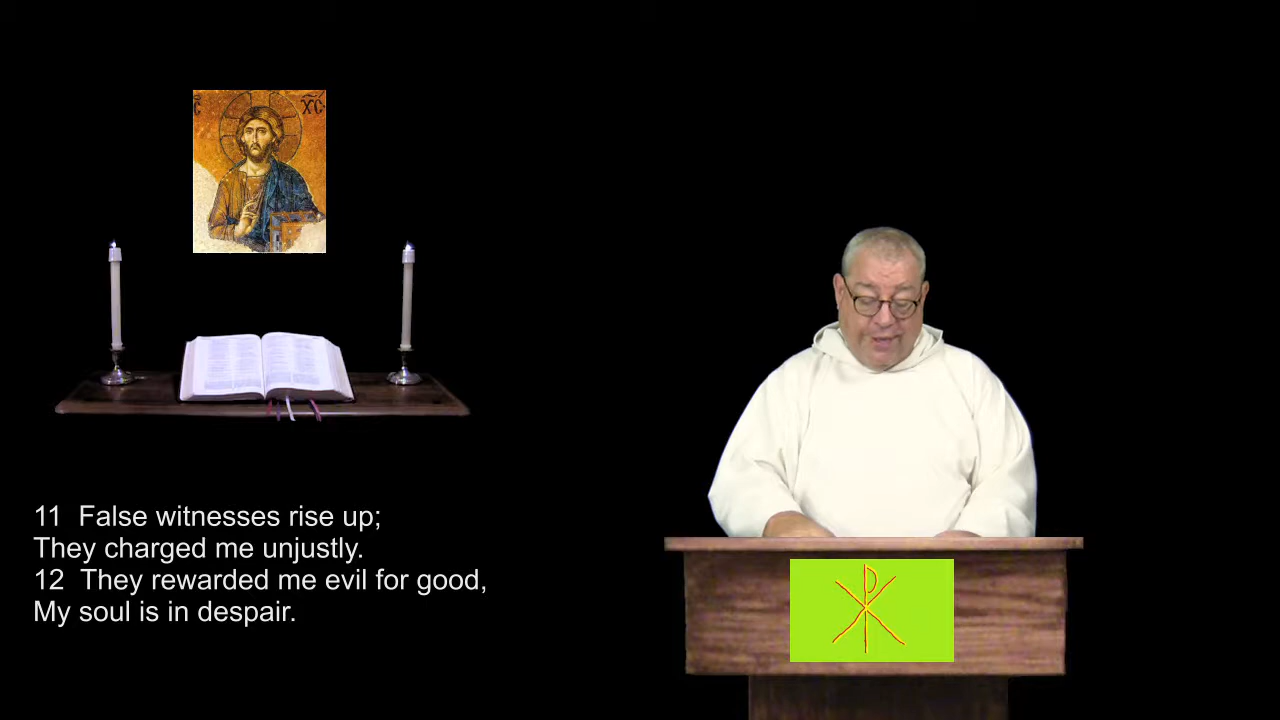 ΧC
11 False witnesses rise up;
They charged me unjustly.
12 They rewarded me evil for good,
My soul is in despair.